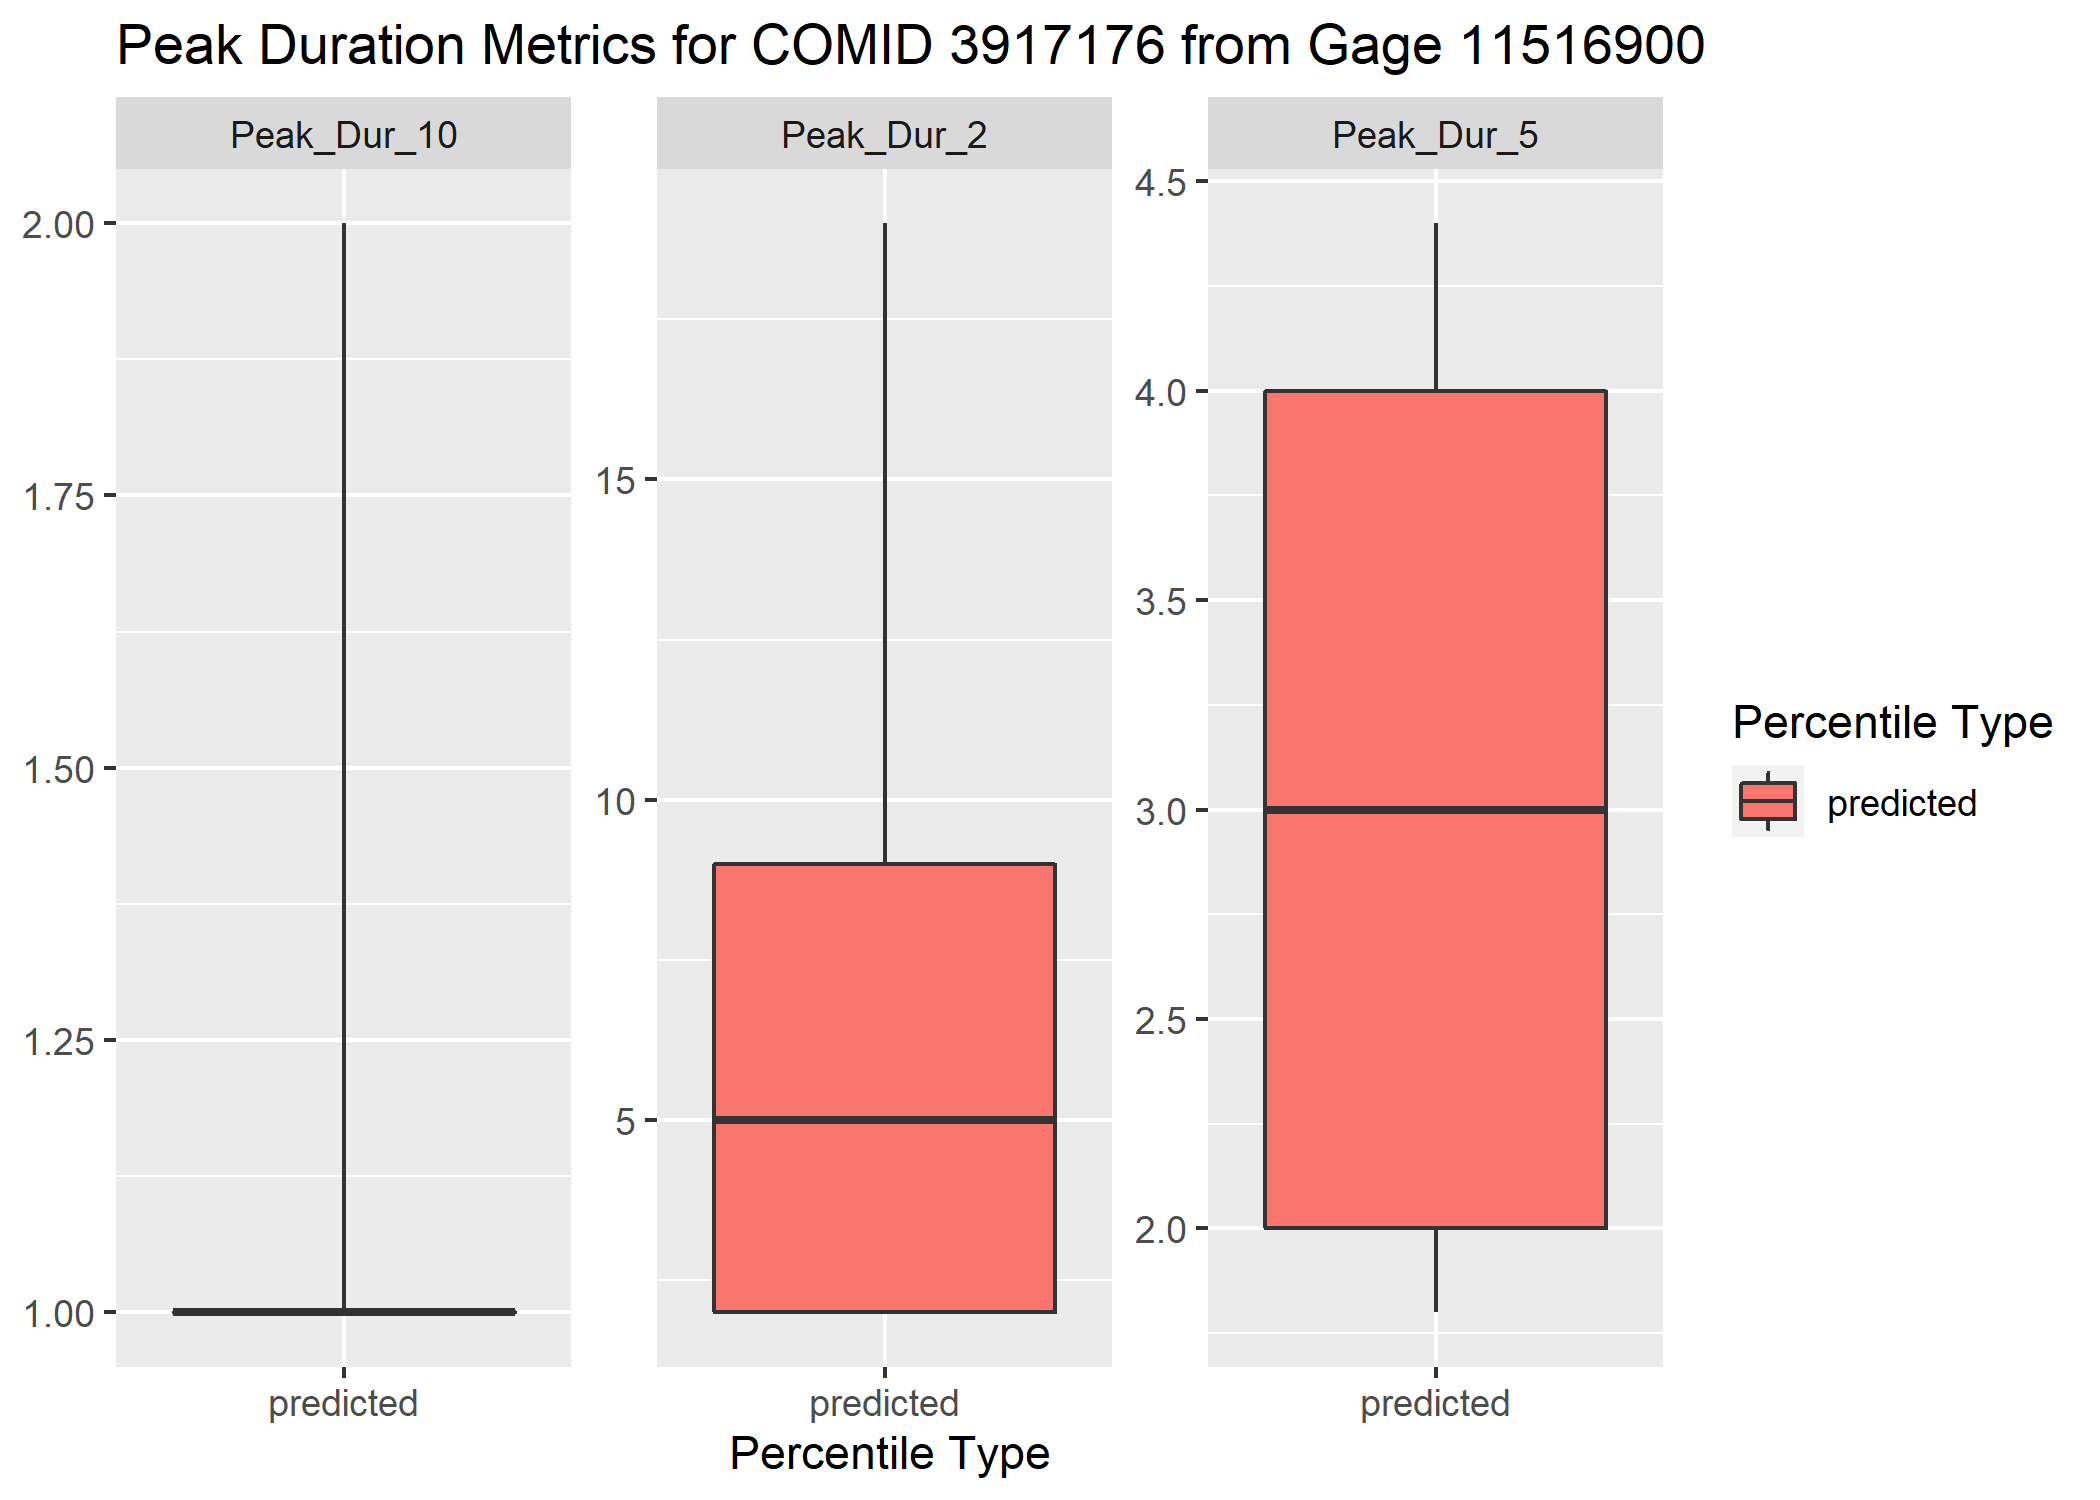 Peak Duration Metrics for COMID 3917176 from Gage 11516900
Peak_Dur_10
Peak_Dur_2
Peak_Dur_5
2.00
1.75
1.50
1.25
1.00
15
10
5
4.5
4.0
3.5
3.0
2.5
2.0
predicted
predicted
predicted
Percentile Type
Percentile Type
predicted